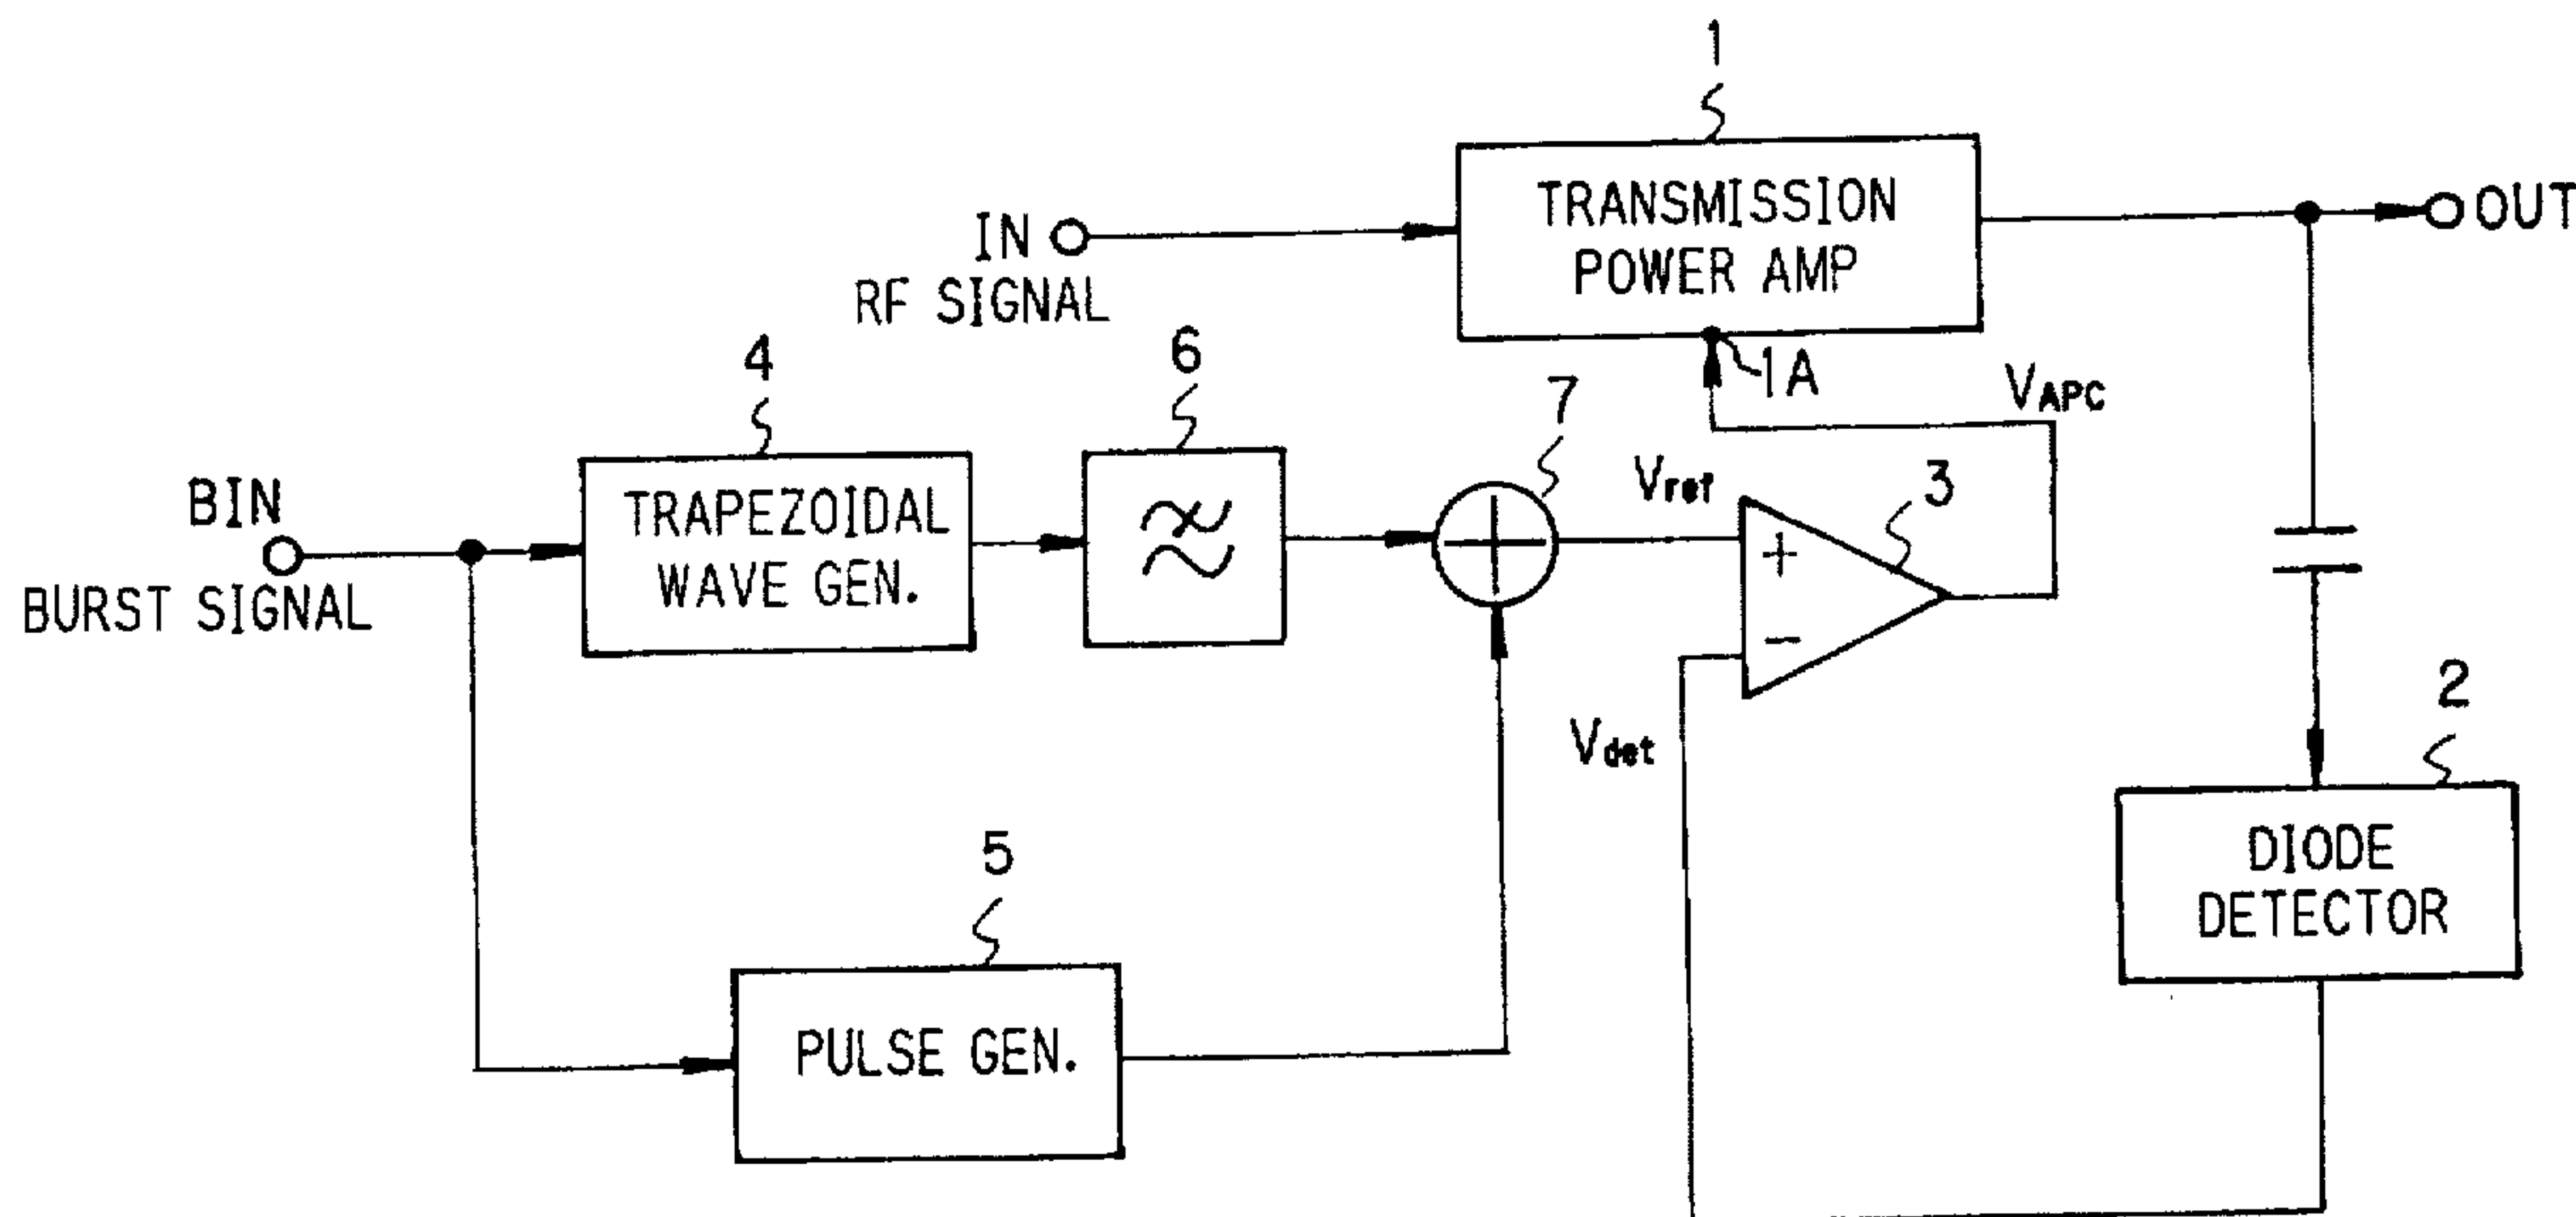 1
IN
RF SIGNAL
TRANSMISSION
POWER AMP
OUT
1A
VAPC
4
6
7
BIN
BURST SIGNAL
TRAPEZOIDAL
WAVE GEN.
Vref
+
−
3
Vdet
2
DIODE
DETECTOR
5
PULSE GEN.